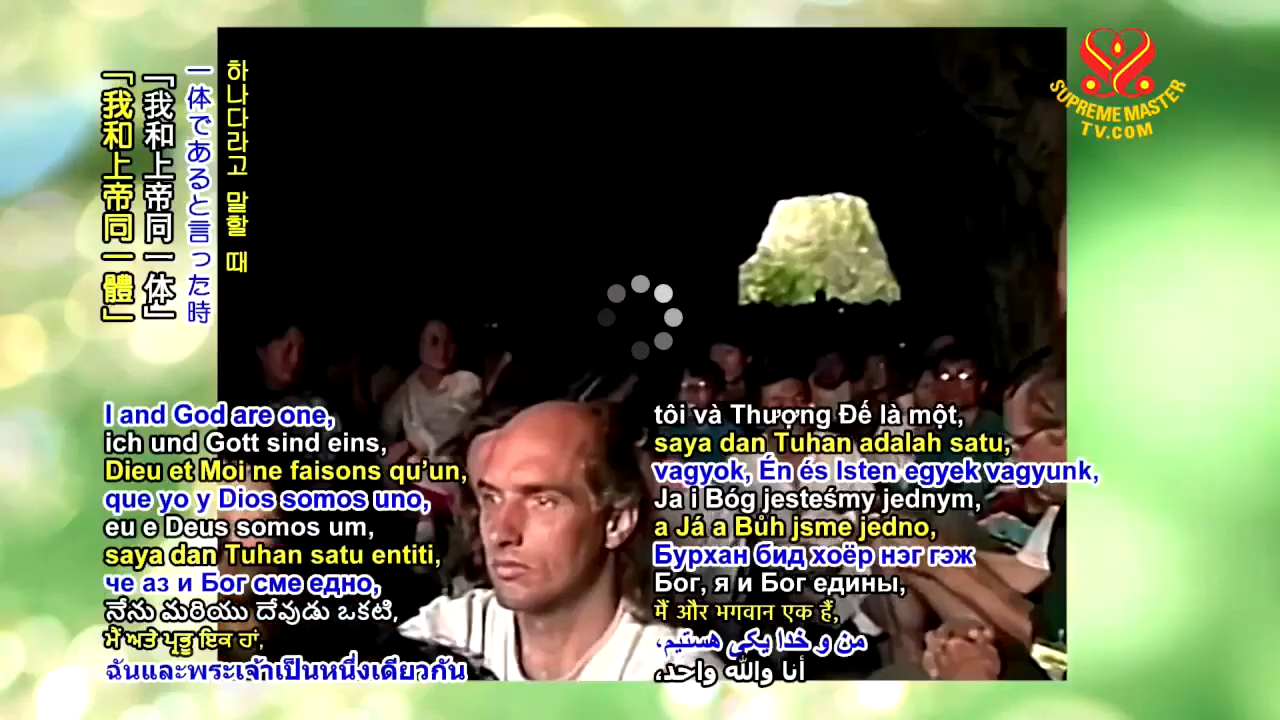 하나다라고 말할 때
一体であると言った時
「我和上帝同一体」
「我和上帝同一體」
SUPREME MASTER
TV.COM
I and God are one,
ich und Gott sind eins,
Dieu et Moi ne faisons qu’un,
que yo y Dios somos uno,
eu e Deus somos um,
saya dan Tuhan satu entiti,
че аз и Бог сме едно,
నేను మరియు దేవుడు ఒకటి,
ਮੈਂ ਅਤੇ ਪ੍ਰਭੂ ਇਕ ਹਾਂ,
ฉันและพระเจ้าเป็นหนึ่งเดียวกัน
tôi và Thượng Đế là một,
saya dan Tuhan adalah satu,
vagyok, Én és Isten egyek vagyunk,
Ja i Bóg jesteśmy jednym,
a Já a Bůh jsme jedno,
Бурхан бид хоёр нэг гэж
Бог, я и Бог едины,
मैं और भगवान एक हैं,
من و خدا یکی هستیم،
أنا والله واحد،